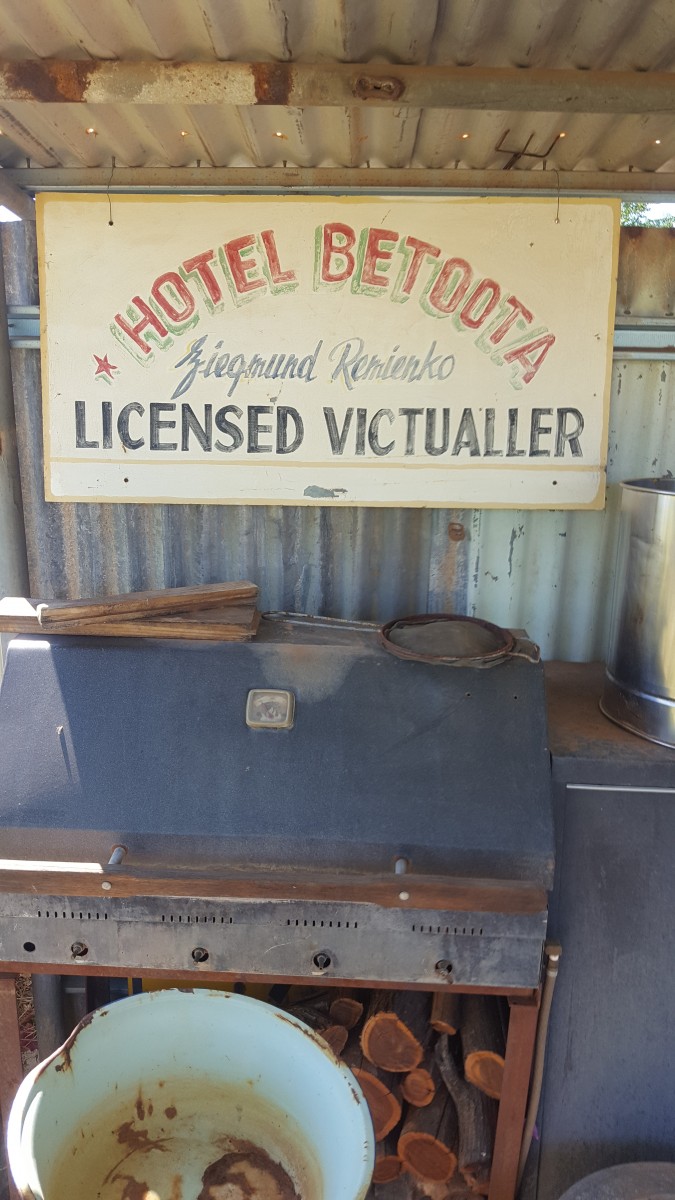 HOTEL BETOOTA
Ziegmund Remienko
LICENSED VICTUALLER